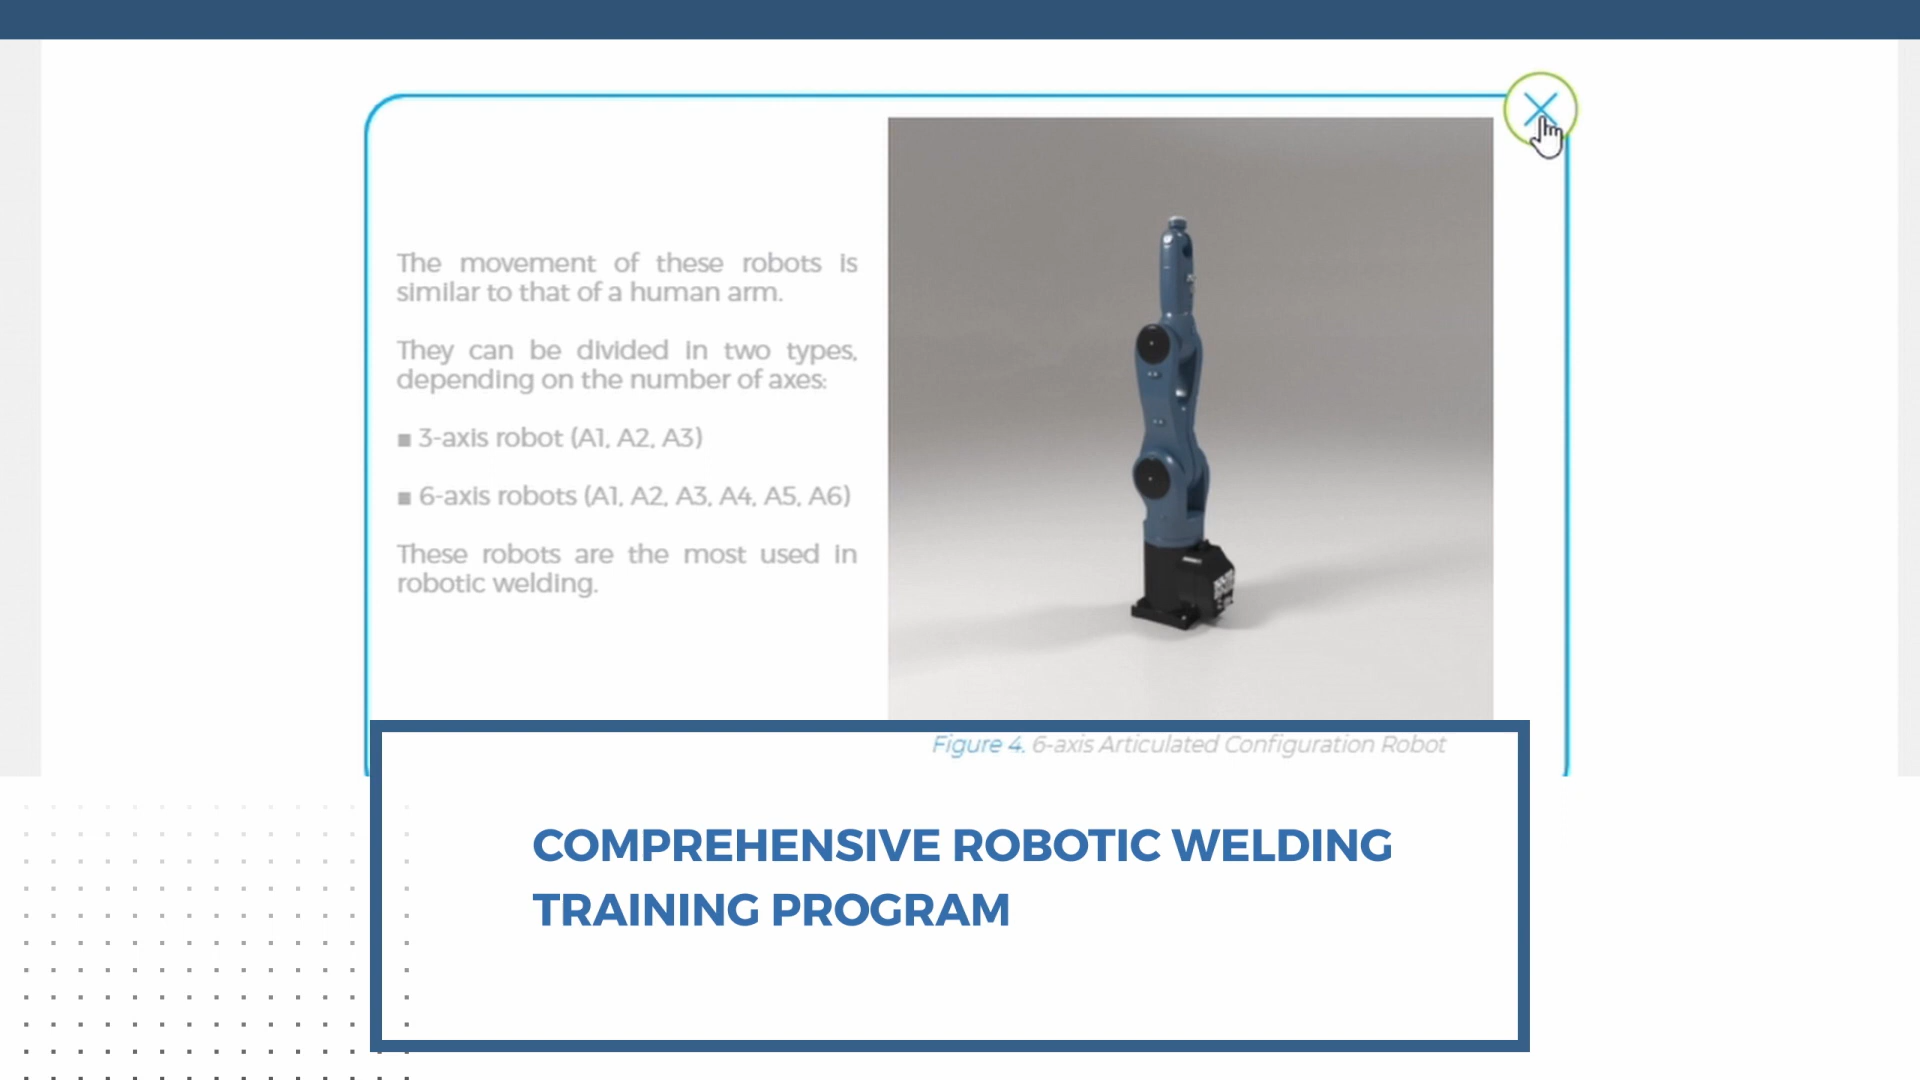 The movement of these robots is
similar to that of a human arm.
They can be divided in two types,
depending on the number of axes:
▪ 3-axis robot (A1, A2, A3)
▪ 6-axis robots (A1, A2, A3, A4, A5, A6)
These robots are the most used in
robotic welding.
Figure 4. 6-axis Articulated Configuration Robot
COMPREHENSIVE ROBOTIC WELDING
TRAINING PROGRAM